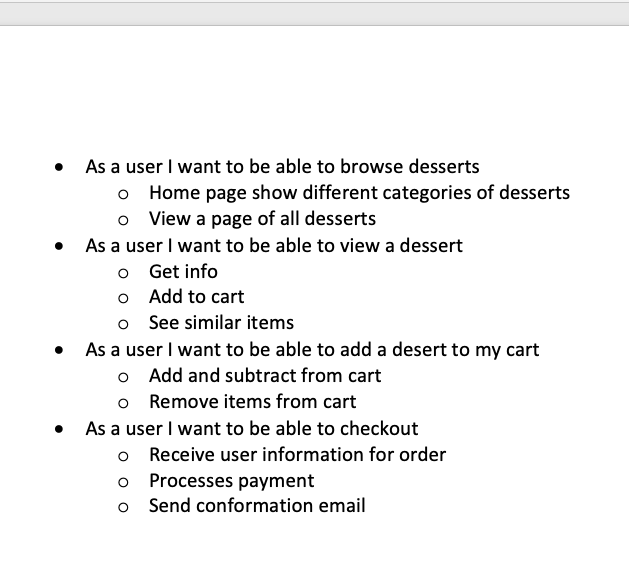 • As a user I want to be able to browse desserts
o Home page show different categories of desserts
o View a page of all desserts
• As a user I want to be able to view a dessert
o Get info
o Add to cart
o See similar items
• As a user I want to be able to add a desert to my cart
o Add and subtract from cart
o Remove items from cart
• As a user I want to be able to checkout
o Receive user information for order
o Processes payment
o Send conformation email